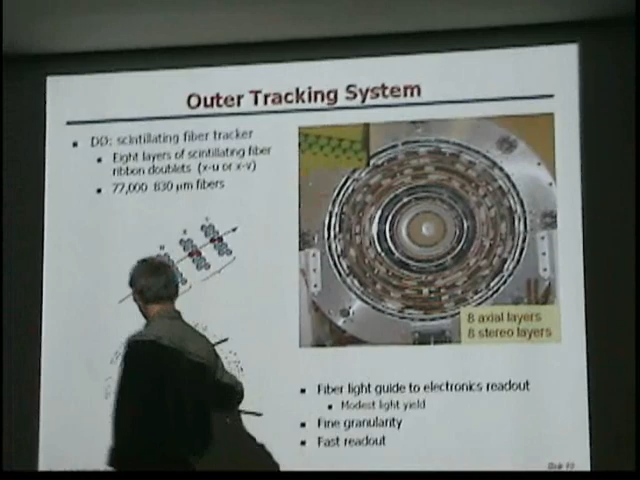 Outer Tracking System
DØ: scintillating fiber tracker
Eight layers of scintillating fiber
ribbon doublets (x-u or x-v)
77,000 830 µm fibers
8 axial layers
8 stereo layers
Fiber light guide to electronics readout
Modest light yield
Fine granularity
Fast readout